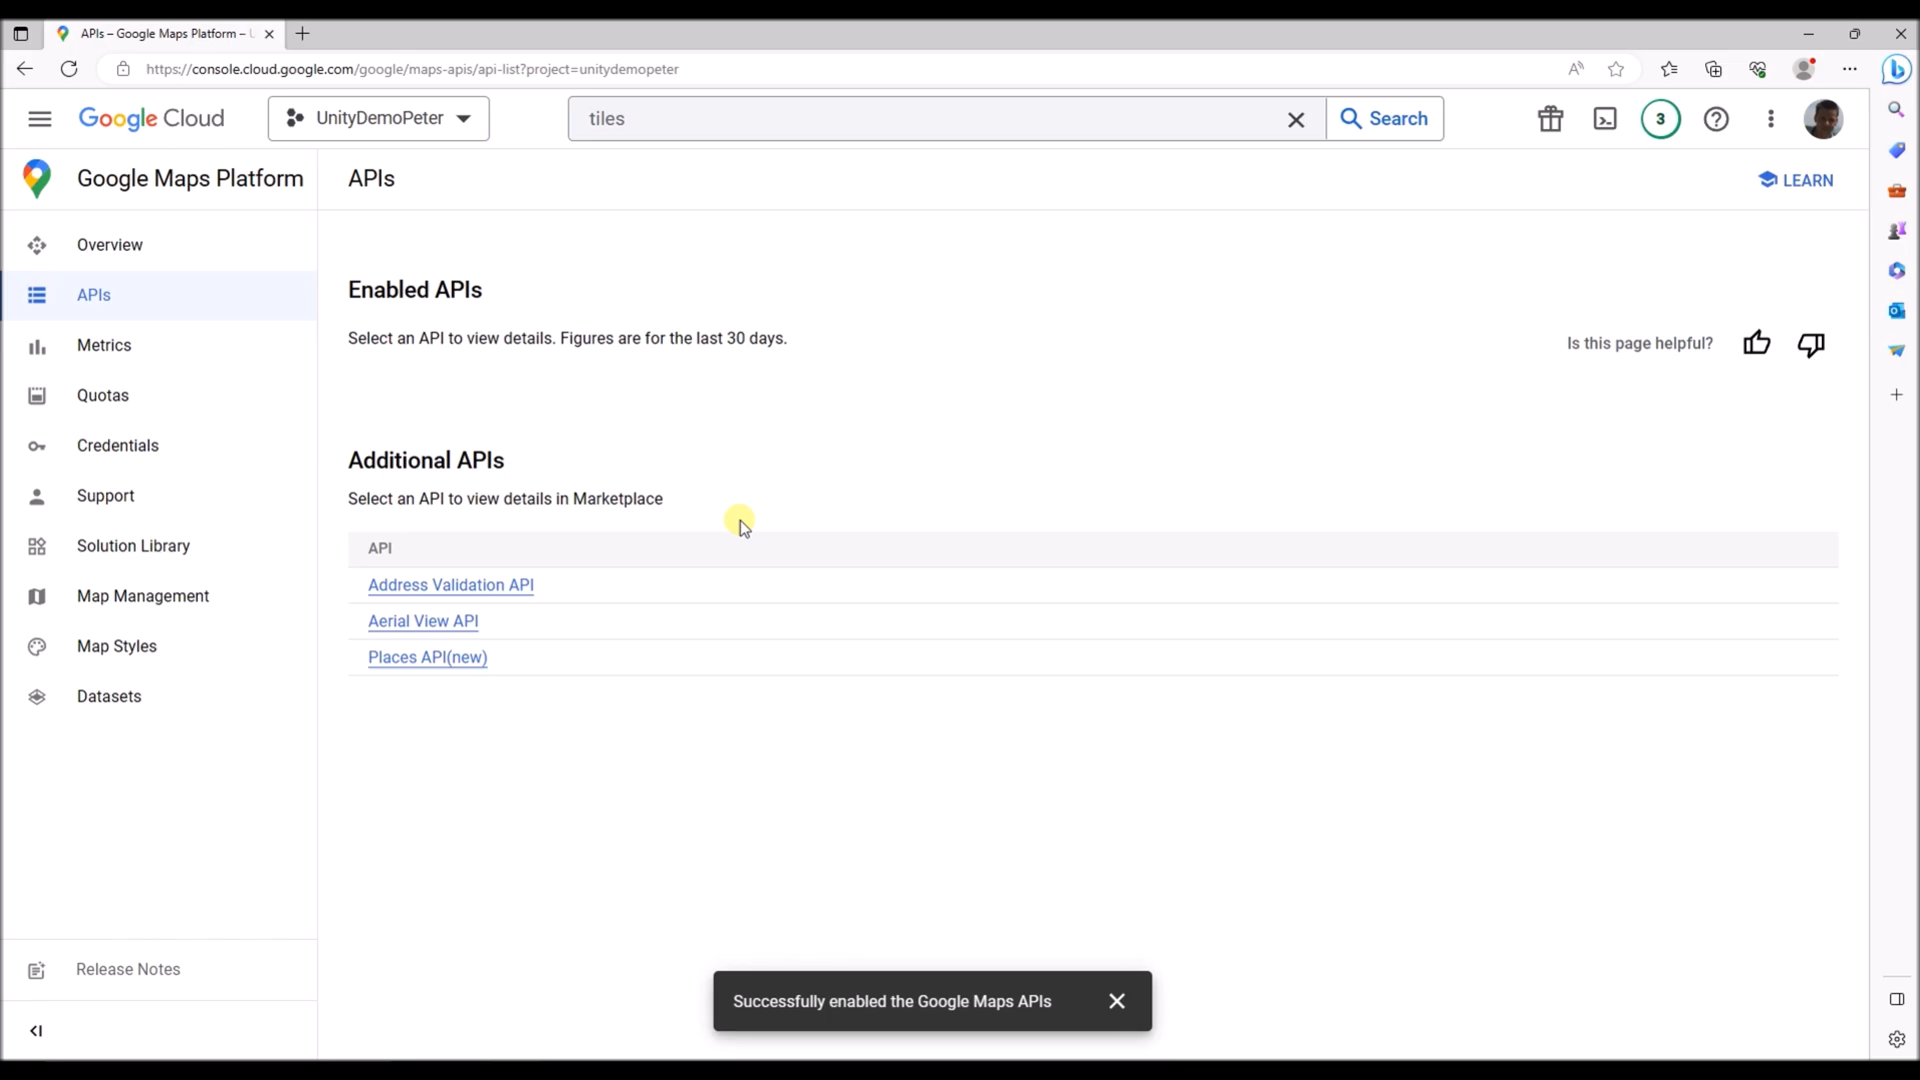 APIs – Google Maps Platform –
https://console.cloud.google.com/google/maps-apis/api-list?project=unitydemopeter
Google Cloud
UnityDemoPeter
tiles
Search
3
Google Maps Platform
APIs
LEARN
Overview
APIs
Metrics
Quotas
Credentials
Support
Solution Library
Map Management
Map Styles
Datasets
Release Notes
Enabled APIs
Select an API to view details. Figures are for the last 30 days.
Is this page helpful?
Additional APIs
Select an API to view details in Marketplace
API
Address Validation API
Aerial View API
Places API(new)
Successfully enabled the Google Maps APIs